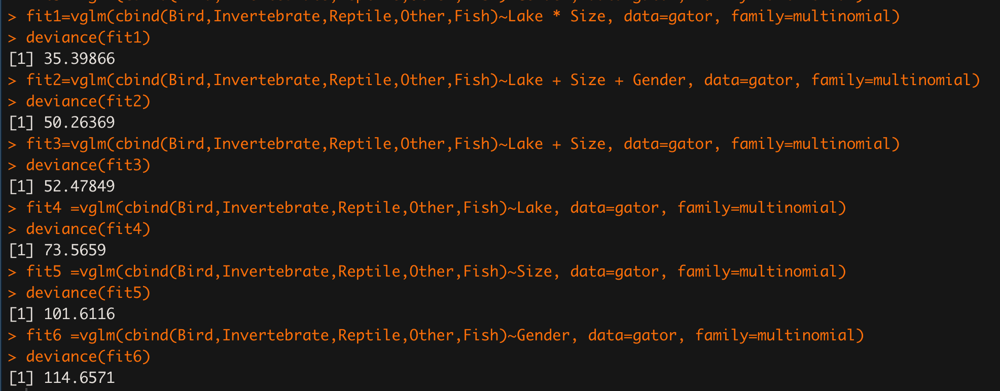 > fit1=vglm(cbind(Bird,Invertebrate,Reptile,Other,Fish)~Lake * Size, data=gator, family=multinomial)
> deviance(fit1)
[1] 35.39866
> fit2=vglm(cbind(Bird,Invertebrate,Reptile,Other,Fish)~Lake + Size + Gender, data=gator, family=multinomial)
> deviance(fit2)
[1] 50.26369
> fit3=vglm(cbind(Bird,Invertebrate,Reptile,Other,Fish)~Lake + Size, data=gator, family=multinomial)
> deviance(fit3)
[1] 52.47849
> fit4 =vglm(cbind(Bird,Invertebrate,Reptile,Other,Fish)~Lake, data=gator, family=multinomial)
> deviance(fit4)
[1] 73.5659
> fit5 =vglm(cbind(Bird,Invertebrate,Reptile,Other,Fish)~Size, data=gator, family=multinomial)
> deviance(fit5)
[1] 101.6116
> fit6 =vglm(cbind(Bird,Invertebrate,Reptile,Other,Fish)~Gender, data=gator, family=multinomial)
> deviance(fit6)
[1] 114.6571